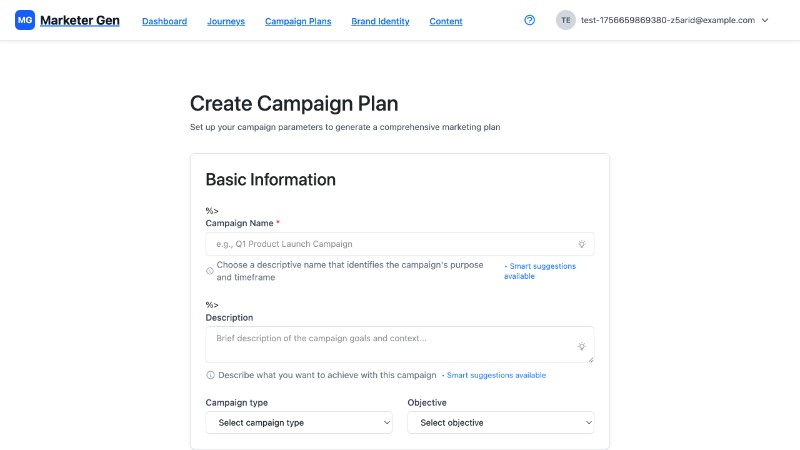 MG Marketer Gen Dashboard Journeys Campaign Plans Brand Identity Content TE test-1756659869380-z5arid@example.com
Create Campaign Plan
Set up your campaign parameters to generate a comprehensive marketing plan
Basic Information
%>
Campaign Name *
e.g., Q1 Product Launch Campaign
Choose a descriptive name that identifies the campaign's purpose
and timeframe
• Smart suggestions
available
%>
Description
Brief description of the campaign goals and context...
Describe what you want to achieve with this campaign • Smart suggestions available
Campaign type Objective
Select campaign type Select objective